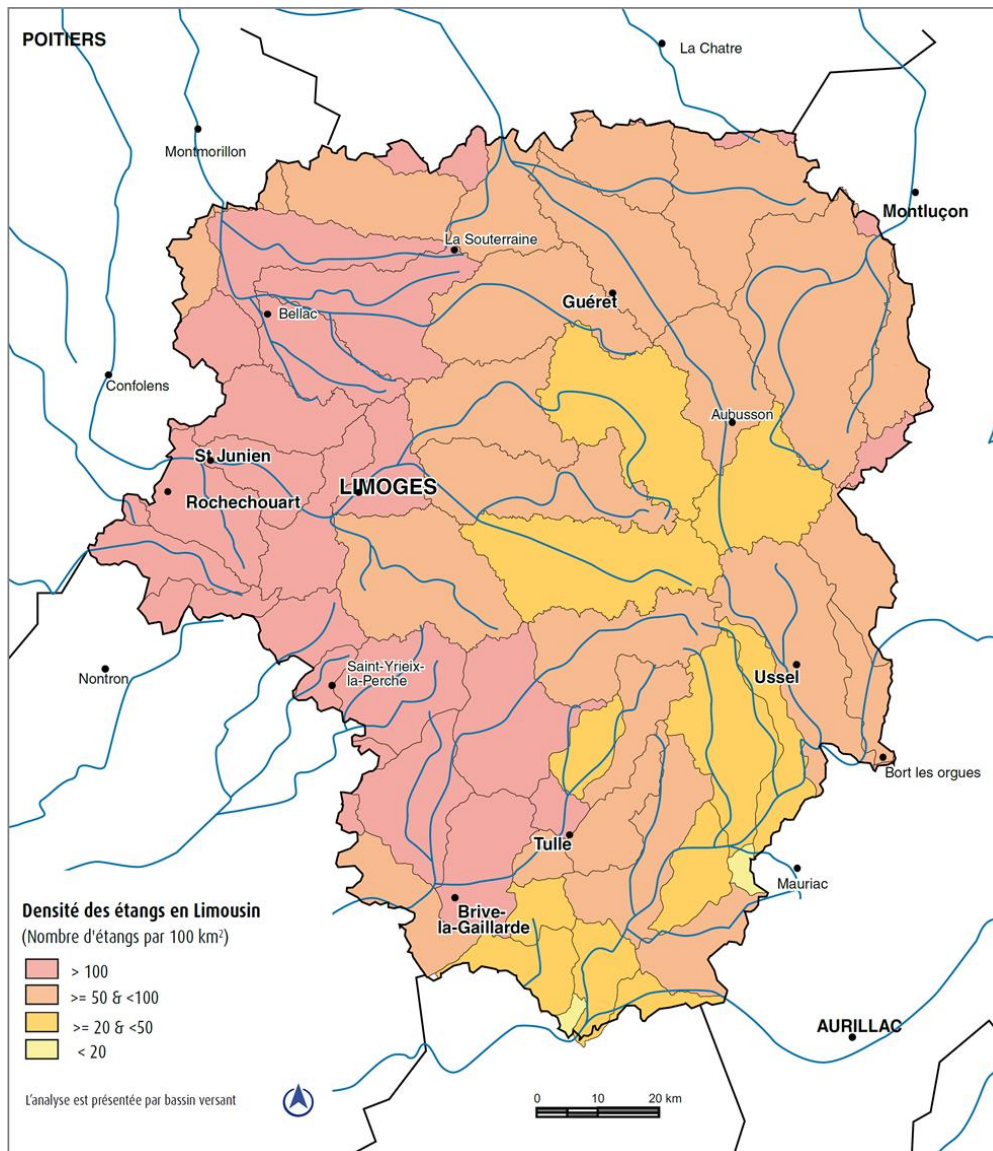 POITIERS
La Chatre
Montmorillon
Montluçon
La Souterraine
Guéret
Bellac
Confolens
Aubusson
St Junien
LIMOGES
Rochechouart
Nontron
Saint-Yrieix-
la-Perche
Ussel
Bort les orgues
Tulle
Mauriac
Brive-
la-Gaillarde
AURILLAC
Densité des étangs en Limousin
(Nombre d'étangs par 100 km²)
> 100
>= 50 & <100
>= 20 & <50
< 20
L'analyse est présentée par bassin versant
0 10 20 km